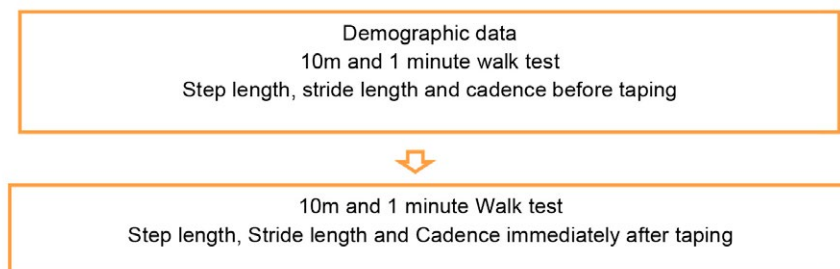 Demographic data
10m and 1 minute walk test
Step length, stride length and cadence before taping
10m and 1 minute Walk test
Step length, Stride length and Cadence immediately after taping